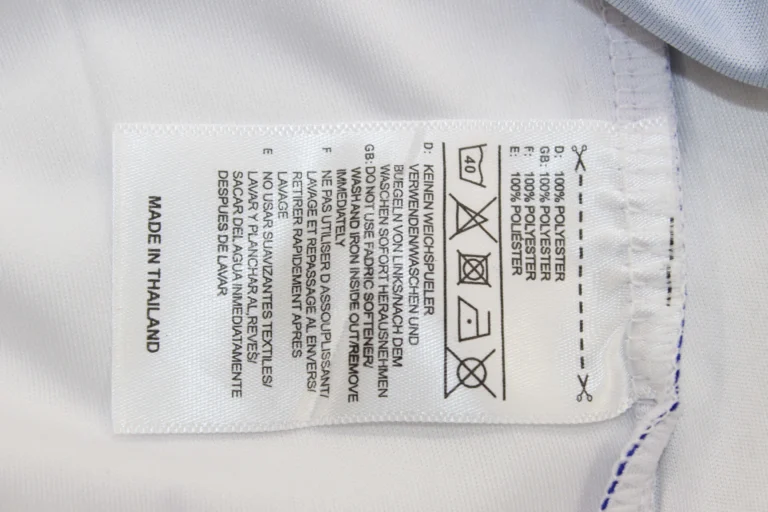 D: 100% POLYESTER
GB: 100% POLYESTER
F: 100% POLYESTER
E: 100% POLIÉSTER
40
D: KEINEN WEICHSPUELER
VERWENDEN/WASCHEN UND
BUEGELN VON LINKS/NACH DEM
WASCHEN SOFORT HERAUSNEHMEN
GB: DO NOT USE FADRIC SOFTENER/
WASH AND IRON INSIDE OUT/REMOVE
IMMEDIATELY
F NE PAS UTILISER D ASSOUPLISSANT/
LAVAGE ET REPASSAGE AL ENVERS/
RETIRER RAPIDEMENT APRES
LAVAGE
E NO USAR SUAVIZANTES TEXTILES/
LAVAR Y PLANCHAR AL REVES/
SACAR DEL AGUA INMEDIATAMENTE
DESPUES DE LAVAR
MADE IN THAILAND